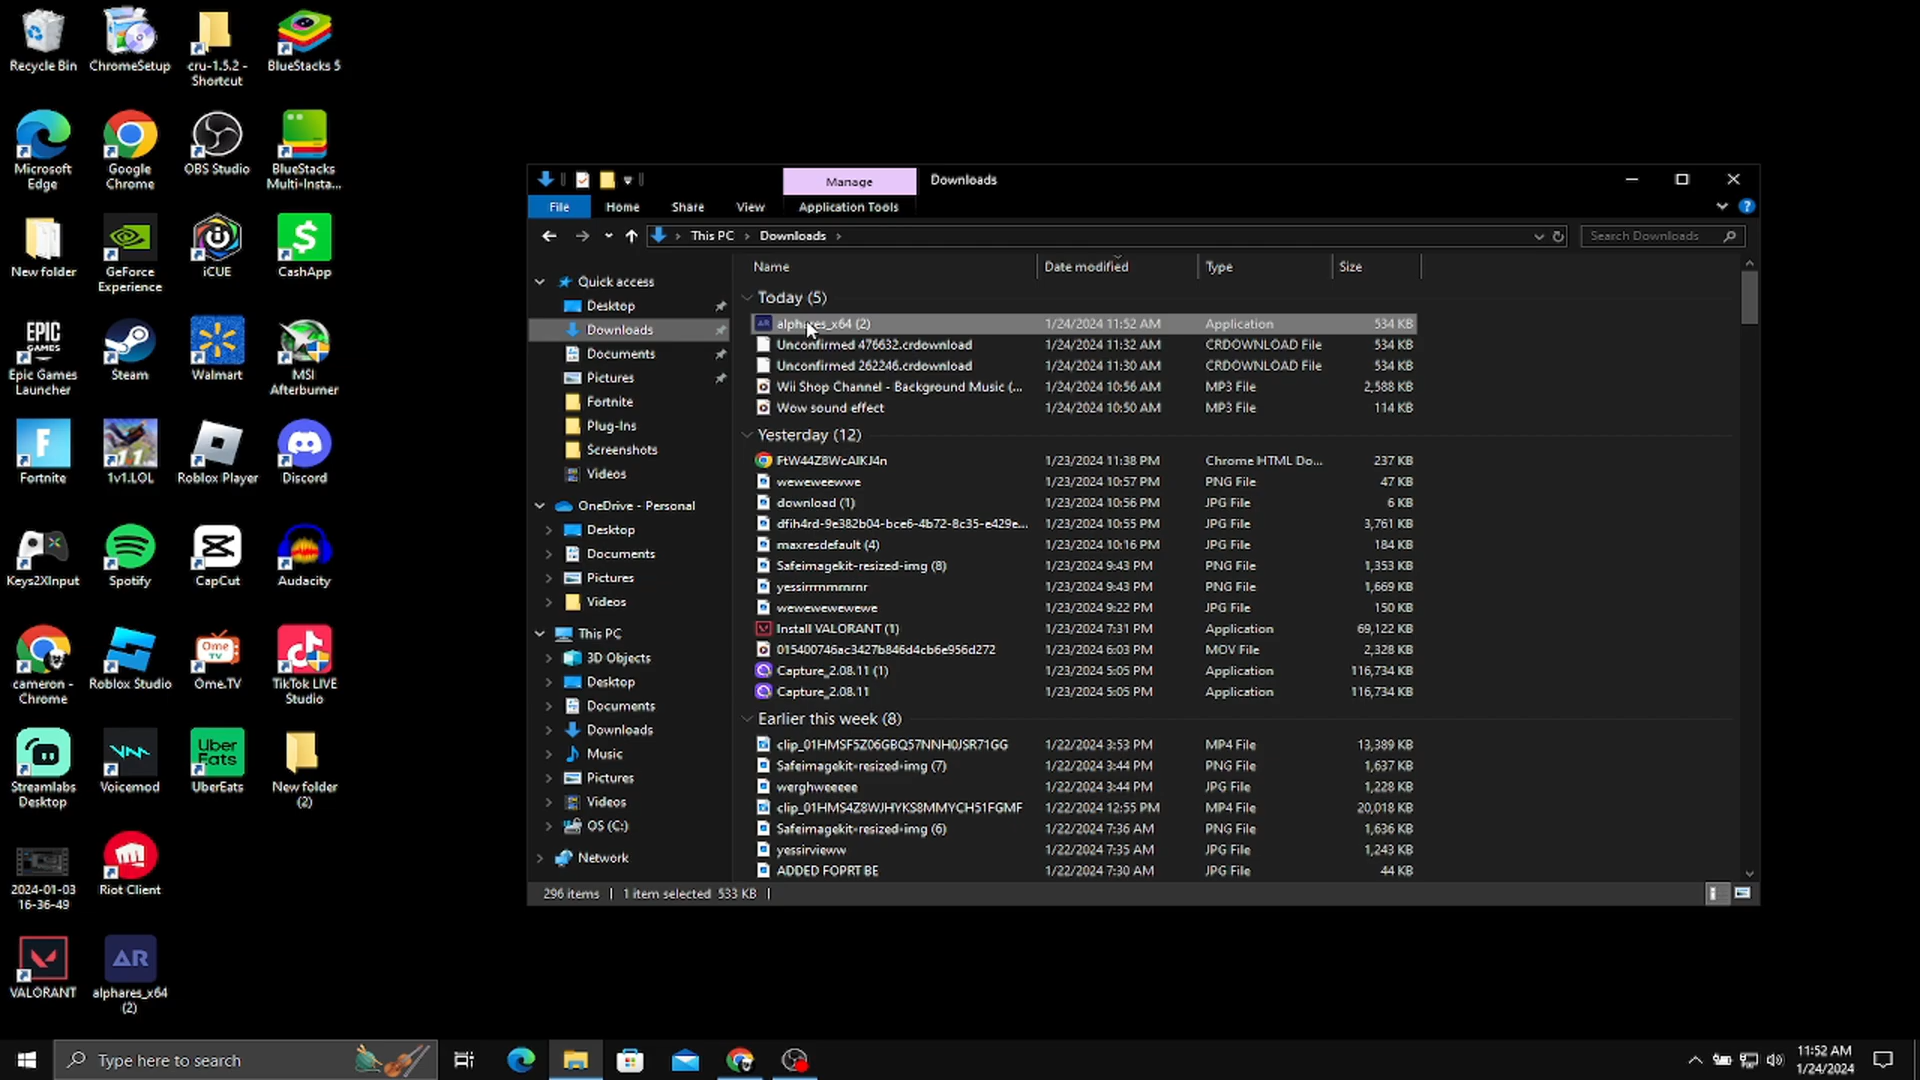 Recycle Bin
ChromeSetup
cru-1.5.2 -
Shortcut
BlueStacks 5
Microsoft
Edge
Google
Chrome
OBS Studio
BlueStacks
Multi-Insta...
New folder
GeForce
Experience
iCUE
CashApp
EPIC
GAMES
Epic Games
Launcher
Steam
Walmart
MSI
Afterburner
Fortnite
11
1v1.LOL
Roblox Player
Discord
Keys2XInput
Spotify
CapCut
Audacity
cameron -
Chrome
Roblox Studio
Ome
TV
Ome.TV
TikTok LIVE
Studio
Streamlabs
Desktop
Voicemod
Uber
Eats
UberEats
New folder
(2)
2024-01-03
16-36-49
Riot Client
VALORANT
AR
alphares_x64
(2)
Manage
Downloads
File
Home
Share
View
Application Tools
This PC
Downloads
Search Downloads
Quick access
Desktop
Downloads
Documents
Pictures
Fortnite
Plug-Ins
Screenshots
Videos
OneDrive - Personal
Desktop
Documents
Pictures
Videos
This PC
3D Objects
Desktop
Documents
Downloads
Music
Pictures
Videos
OS (C:)
Network
Name Date modified Type Size
Today (5)
alphares_x64 (2) 1/24/2024 11:52 AM Application 534 KB
Unconfirmed 476632.crdownload 1/24/2024 11:32 AM CRDOWNLOAD File 534 KB
Unconfirmed 262246.crdownload 1/24/2024 11:30 AM CRDOWNLOAD File 534 KB
Wii Shop Channel - Background Music (... 1/24/2024 10:56 AM MP3 File 2,588 KB
Wow sound effect 1/24/2024 10:50 AM MP3 File 114 KB
Yesterday (12)
FtW44Z8WcAIKJ4n 1/23/2024 11:38 PM Chrome HTML Do... 237 KB
weweweewwe 1/23/2024 10:57 PM PNG File 47 KB
download (1) 1/23/2024 10:56 PM JPG File 6 KB
dfih4rd-9e382b04-bce6-4b72-8c35-e429e... 1/23/2024 10:55 PM JPG File 3,761 KB
maxresdefault (4) 1/23/2024 10:16 PM JPG File 184 KB
Safeimagekit-resized-img (8) 1/23/2024 9:43 PM PNG File 1,353 KB
1/23/2024 9:43 PM PNG File 1,669 KB
wewewewewewe 1/23/2024 9:22 PM JPG File 150 KB
Install VALORANT (1) 1/23/2024 7:31 PM Application 69,122 KB
015400746ac3427b846d4cb6e956d272 1/23/2024 6:03 PM MOV File 2,328 KB
Capture_2.08.11 (1) 1/23/2024 5:05 PM Application 116,734 KB
Capture_2.08.11 1/23/2024 5:05 PM Application 116,734 KB
Earlier this week (8)
clip_01HMSF5Z06GBQ57NNH0JSR71GG 1/22/2024 3:53 PM MP4 File 13,389 KB
Safeimagekit-resized-img (7) 1/22/2024 3:44 PM PNG File 1,637 KB
werghweeeee 1/22/2024 3:44 PM JPG File 1,228 KB
clip_01HMS4Z8WJHYKS8MMYCH51FGMF 1/22/2024 12:55 PM MP4 File 20,018 KB
Safeimagekit-resized-img (6) 1/22/2024 7:36 AM PNG File 1,636 KB
yessirvieww 1/22/2024 7:35 AM JPG File 1,243 KB
ADDED FOPRT BE 1/22/2024 7:30 AM JPG File 44 KB
296 items
1 item selected 533 KB
Type here to search
11:52 AM
1/24/2024